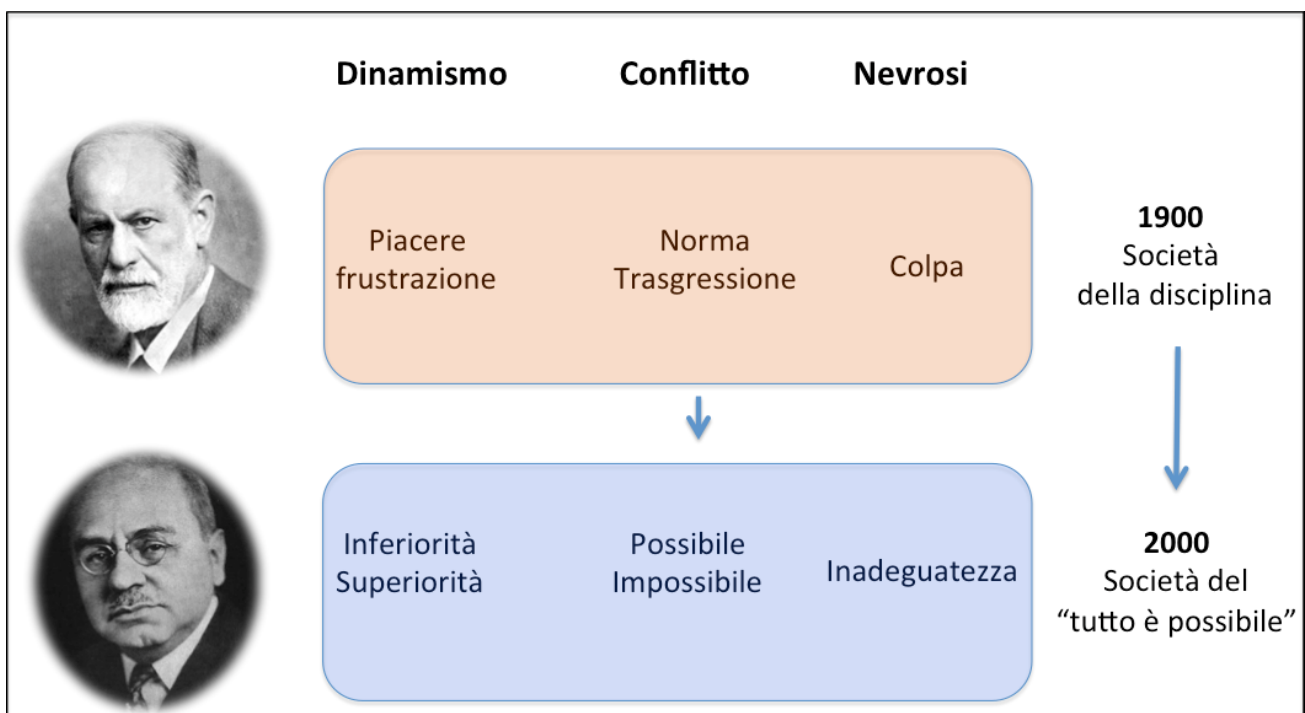 Dinamismo Conflitto Nevrosi
Piacere
frustrazione
Norma
Trasgressione
Colpa
1900
Società
della disciplina
Inferiorità
Superiorità
Possibile
Impossibile
Inadeguatezza
2000
Società del
“tutto è possibile”